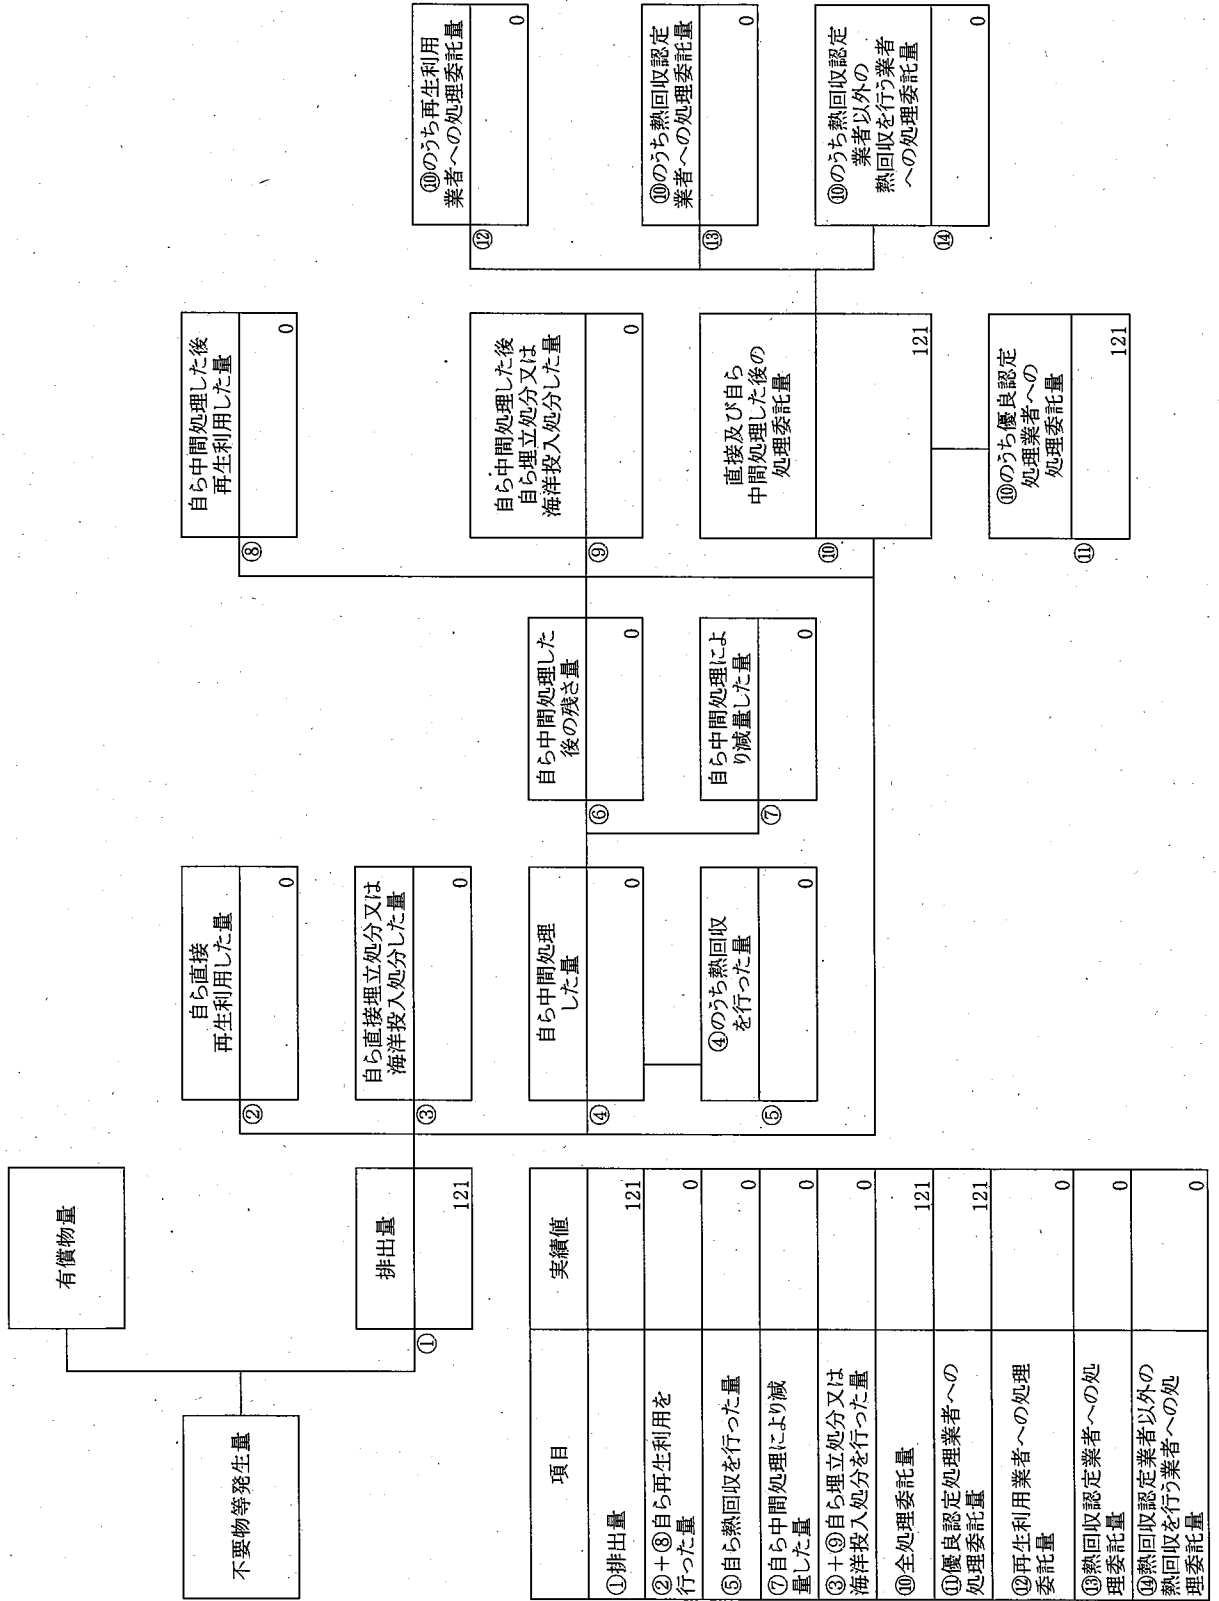 不要物等発生量
有償物量
排出量
①
121
自ら直接
再生利用した量
②
0
自ら直接埋立処分又は
海洋投入処分した量
③
0
自ら中間処理
した量
④
0
④のうち熱回収
を行った量
⑤
0
自ら中間処理した
後の残さ量
⑥
0
自ら中間処理によ
り減量した量
⑦
0
自ら中間処理した後
再生利用した量
⑧
0
自ら中間処理した後
自ら埋立処分又は
海洋投入処分した量
⑨
0
直接及び自ら
中間処理した後の
処理委託量
⑩
121
⑩のうち優良認定
処理業者への
処理委託量
⑪
121
⑩のうち再生利用
業者への処理委託量
⑫
0
⑩のうち熱回収認定
業者への処理委託量
⑬
0
⑩のうち熱回収認定
業者以外の
熱回収を行う業者
への処理委託量
⑭
0
項目 実績値
①排出量 121
②+⑧自ら再生利用を
行った量 0
⑤自ら熱回収を行った量 0
⑦自ら中間処理により減
量した量 0
③+⑨自ら埋立処分又は
海洋投入処分を行った量 0
⑩全処理委託量 121
⑪優良認定処理業者への
処理委託量 121
⑫再生利用業者への処理
委託量 0
⑬熱回収認定業者への処
理委託量 0
⑭熱回収認定業者以外の
熱回収を行う業者への処
理委託量 0